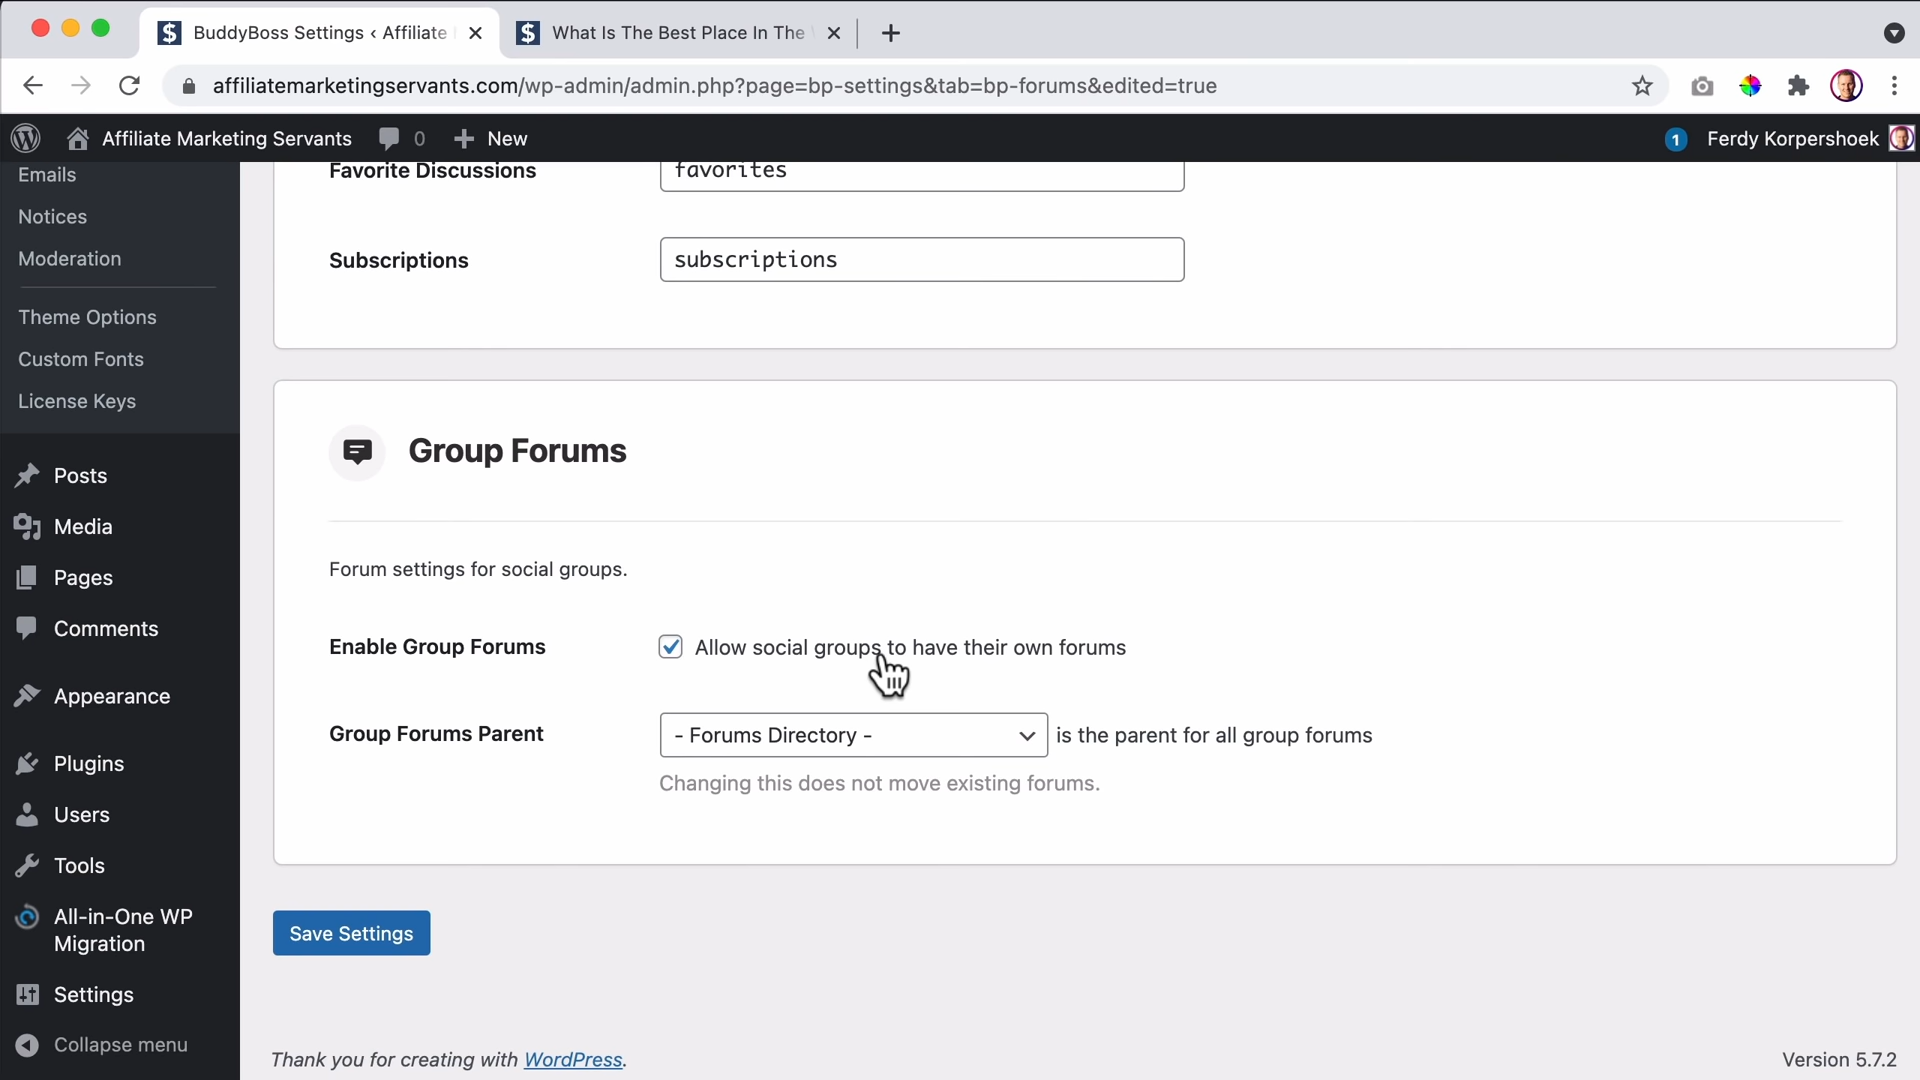 BuddyBoss Settings ‹ Affiliate
What Is The Best Place In The
affiliatemarketingservants.com/wp-admin/admin.php?page=bp-settings&tab=bp-forums&edited=true
Affiliate Marketing Servants
0
New
1
Ferdy Korpershoek
Emails
Notices
Moderation
Theme Options
Custom Fonts
License Keys
Posts
Media
Pages
Comments
Appearance
Plugins
Users
Tools
All-in-One WP
Migration
Settings
Collapse menu
Favorite Discussions
favorites
Subscriptions
subscriptions
Group Forums
Forum settings for social groups.
Enable Group Forums
Allow social groups to have their own forums
Group Forums Parent
- Forums Directory -
is the parent for all group forums
Changing this does not move existing forums.
Save Settings
Thank you for creating with WordPress.
Version 5.7.2